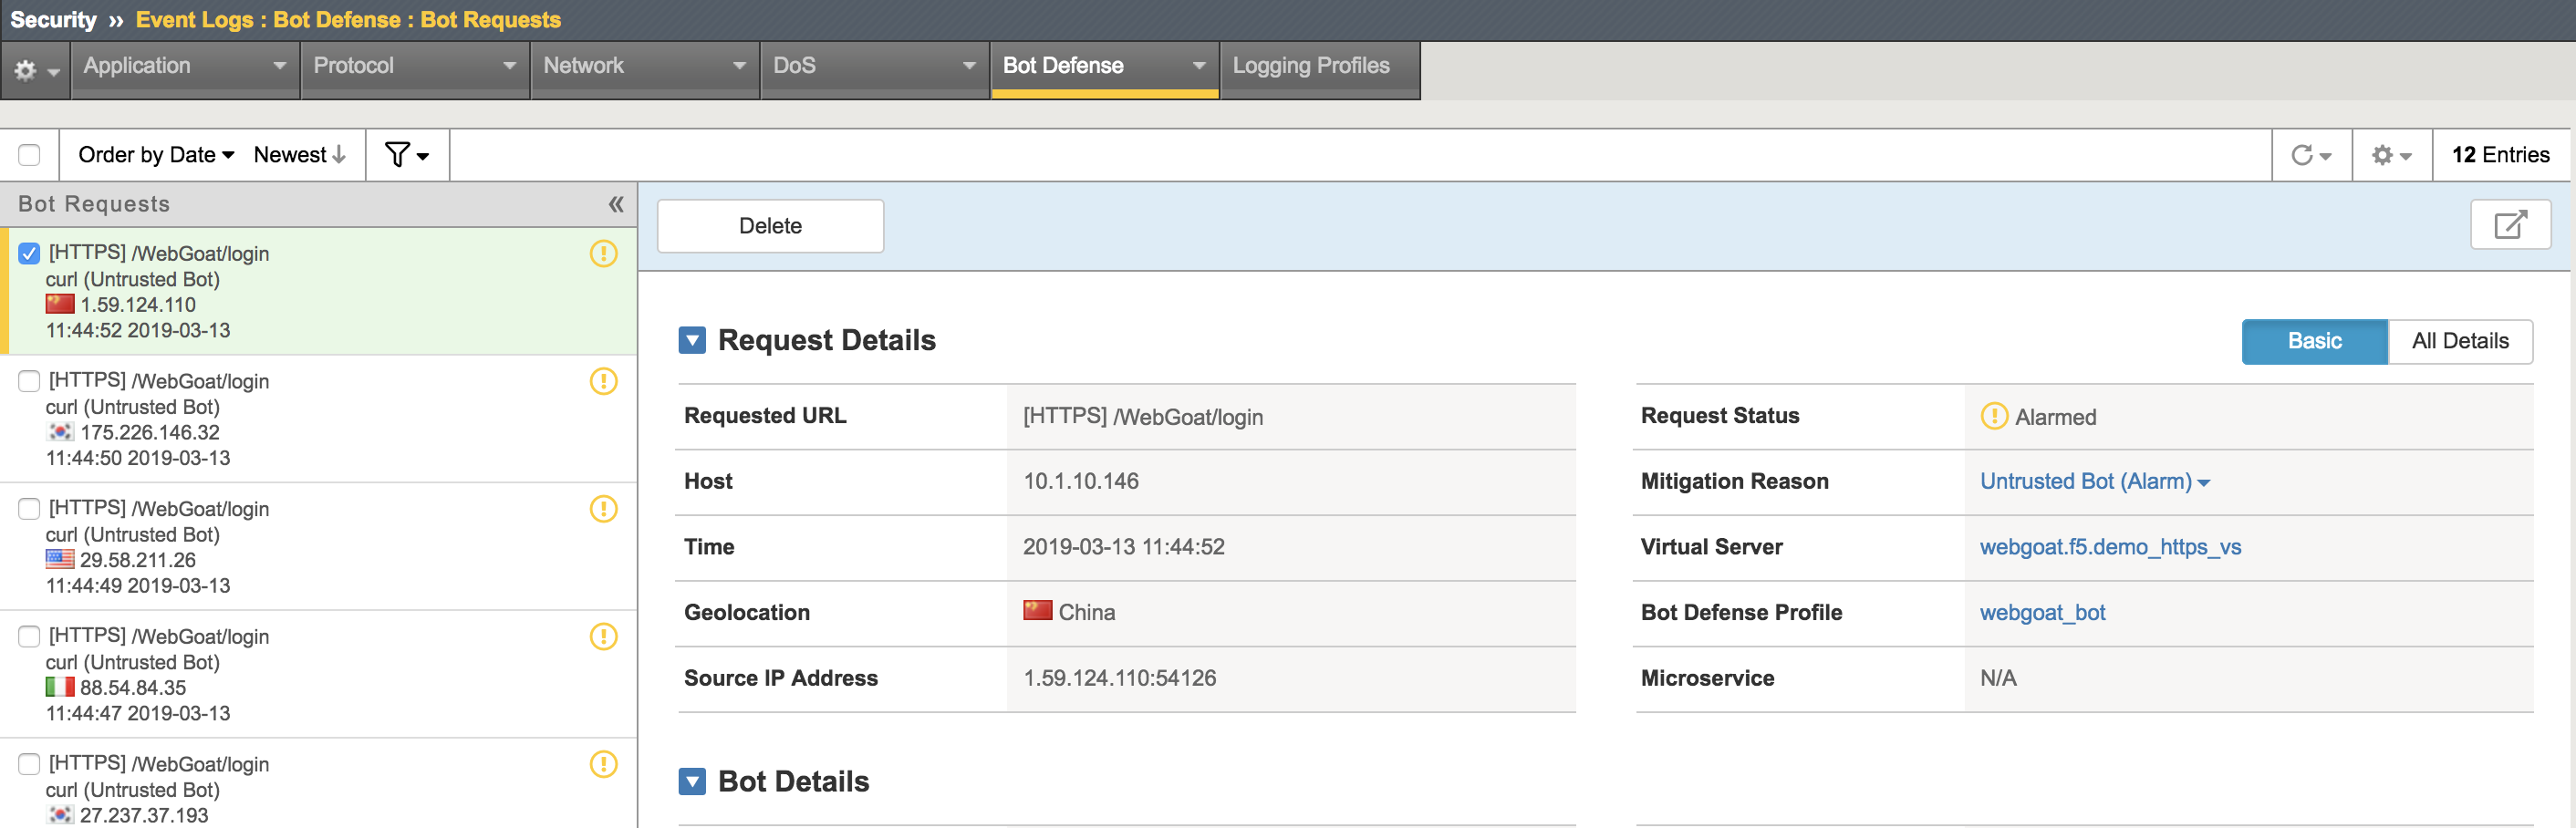 Security ›› Event Logs : Bot Defense : Bot Requests
Application Protocol Network DoS Bot Defense Logging Profiles
Order by Date Newest 12 Entries
Bot Requests «
Delete
[HTTPS] /WebGoat/login
curl (Untrusted Bot)
1.59.124.110
11:44:52 2019-03-13
[HTTPS] /WebGoat/login
curl (Untrusted Bot)
175.226.146.32
11:44:50 2019-03-13
[HTTPS] /WebGoat/login
curl (Untrusted Bot)
29.58.211.26
11:44:49 2019-03-13
[HTTPS] /WebGoat/login
curl (Untrusted Bot)
88.54.84.35
11:44:47 2019-03-13
[HTTPS] /WebGoat/login
curl (Untrusted Bot)
27.237.37.193
Request Details
Basic All Details
Requested URL [HTTPS] /WebGoat/login
Host 10.1.10.146
Time 2019-03-13 11:44:52
Geolocation China
Source IP Address 1.59.124.110:54126
Request Status Alarmed
Mitigation Reason Untrusted Bot (Alarm)
Virtual Server webgoat.f5.demo_https_vs
Bot Defense Profile webgoat_bot
Microservice N/A
Bot Details